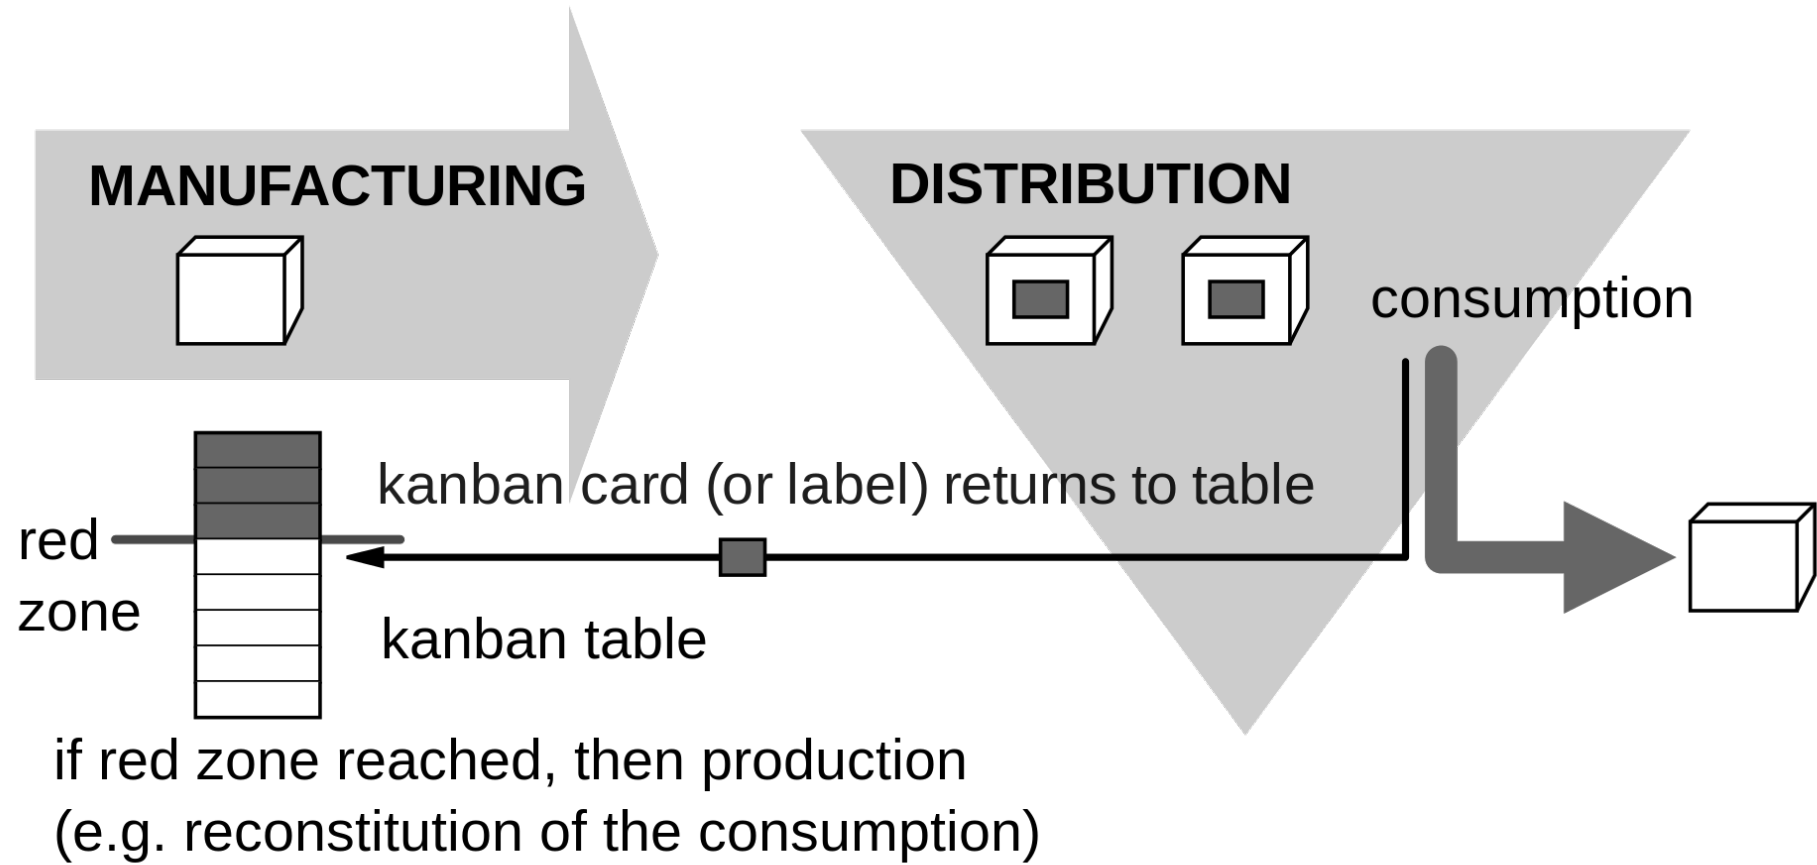 MANUFACTURING
DISTRIBUTION
consumption
kanban card (or label) returns to table
red
zone
kanban table
if red zone reached, then production
(e.g. reconstitution of the consumption)